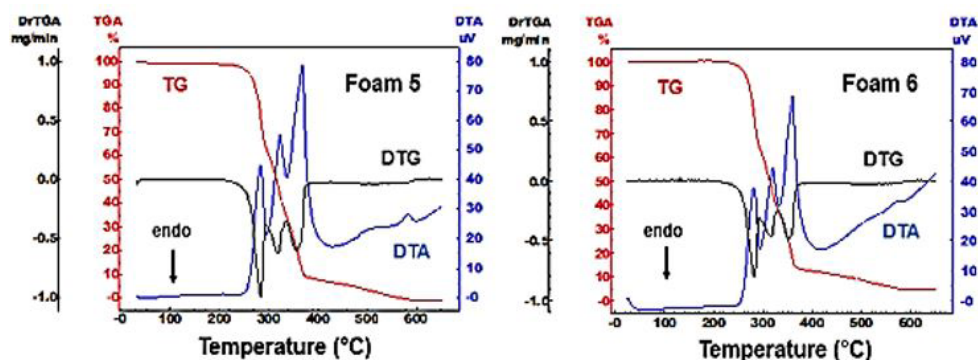 DrTGA TGA DTA
mg/min % uV
1.0 100 80
90 70
80
0.5 70 60
60 50
0.0 50 40
40 30
-0.5 30
20 20
10 10
-1.0 -0 0
TG
Foam 5
DTG
endo
DTA
-0 100 200 300 400 500 600
Temperature (°C)
DrTGA TGA DTA
mg/min % uV
1.0 100 80
90 70
80
0.5 70 60
60 50
0.0 50 40
40 30
-0.5 30
20 20
10 10
-1.0 -0 0
TG
Foam 6
DTG
endo
DTA
-0 100 200 300 400 500 600
Temperature (°C)